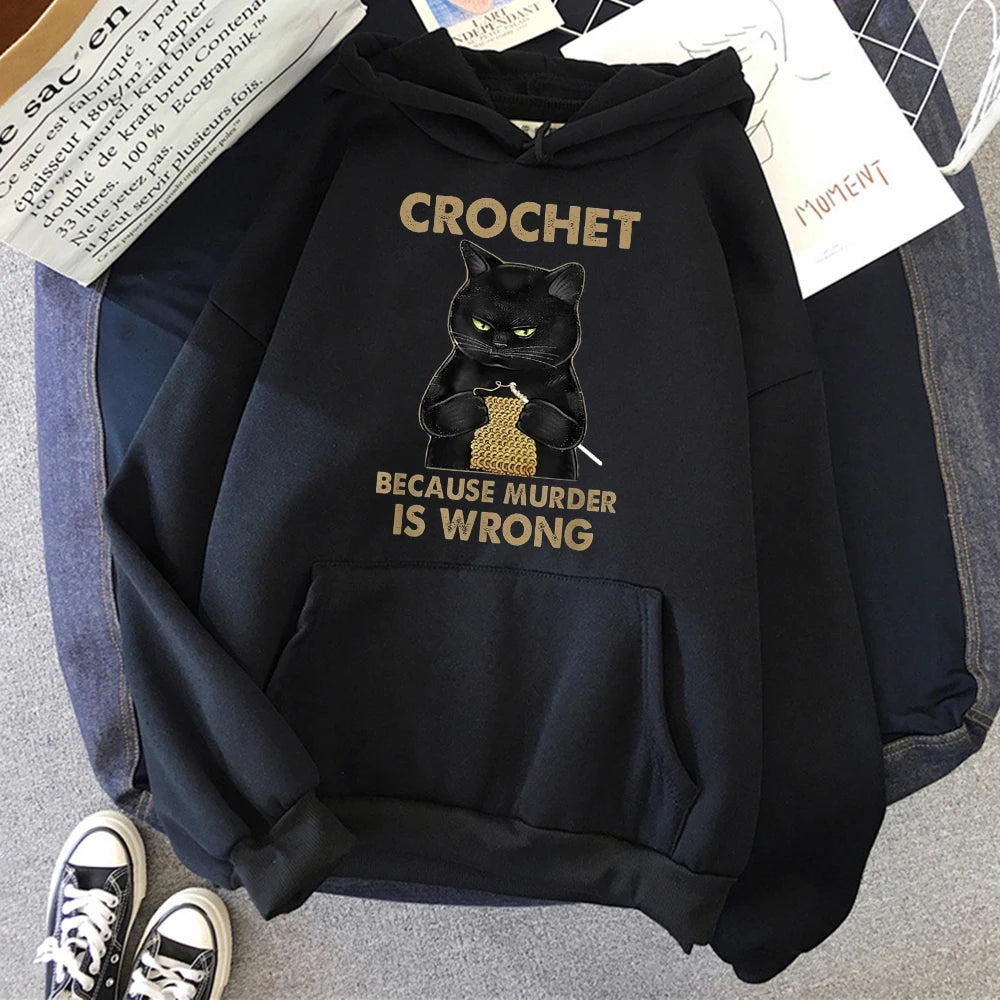 sac en
Ce sac est fabriqué à par
épaisseur 180g/m². papier
100 % naturel, kraft blanc
doublé de kraft brun Contenan
33 litres. 100 % Ecographik.*
Ne le jetez pas.
il peut servir plusieurs fois.
L'ART
INDÉPENDANT
MOMENT
CROCHET
BECAUSE MURDER
IS WRONG